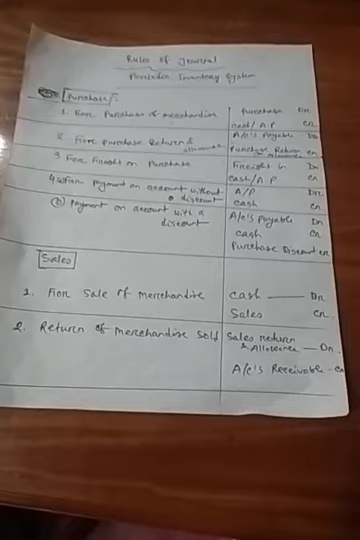 Rules of Journal
Periodic Inventory System
Purchase:
1. For Purchase of merchandise Purchase Dr.
cash/A.P cr.
2. For purchase Return & allowance A/c's Payable Dr.
Purchase Return & allowance cr.
3 For Freight on Purchase Freight in Dr.
cash/A.P cr.
4.(a) For payment on account without a discount A/P Dr.
cash cr.
(b) Payment on account with a discount A/c's payable Dr.
cash cr.
Purchase Discount cr
Sales
1. For Sale of Merchandise cash — Dr.
Sales cr.
2. Return of Merchandise Sold Sales return
& Allowance — Dr.
A/c's Receivable - cr